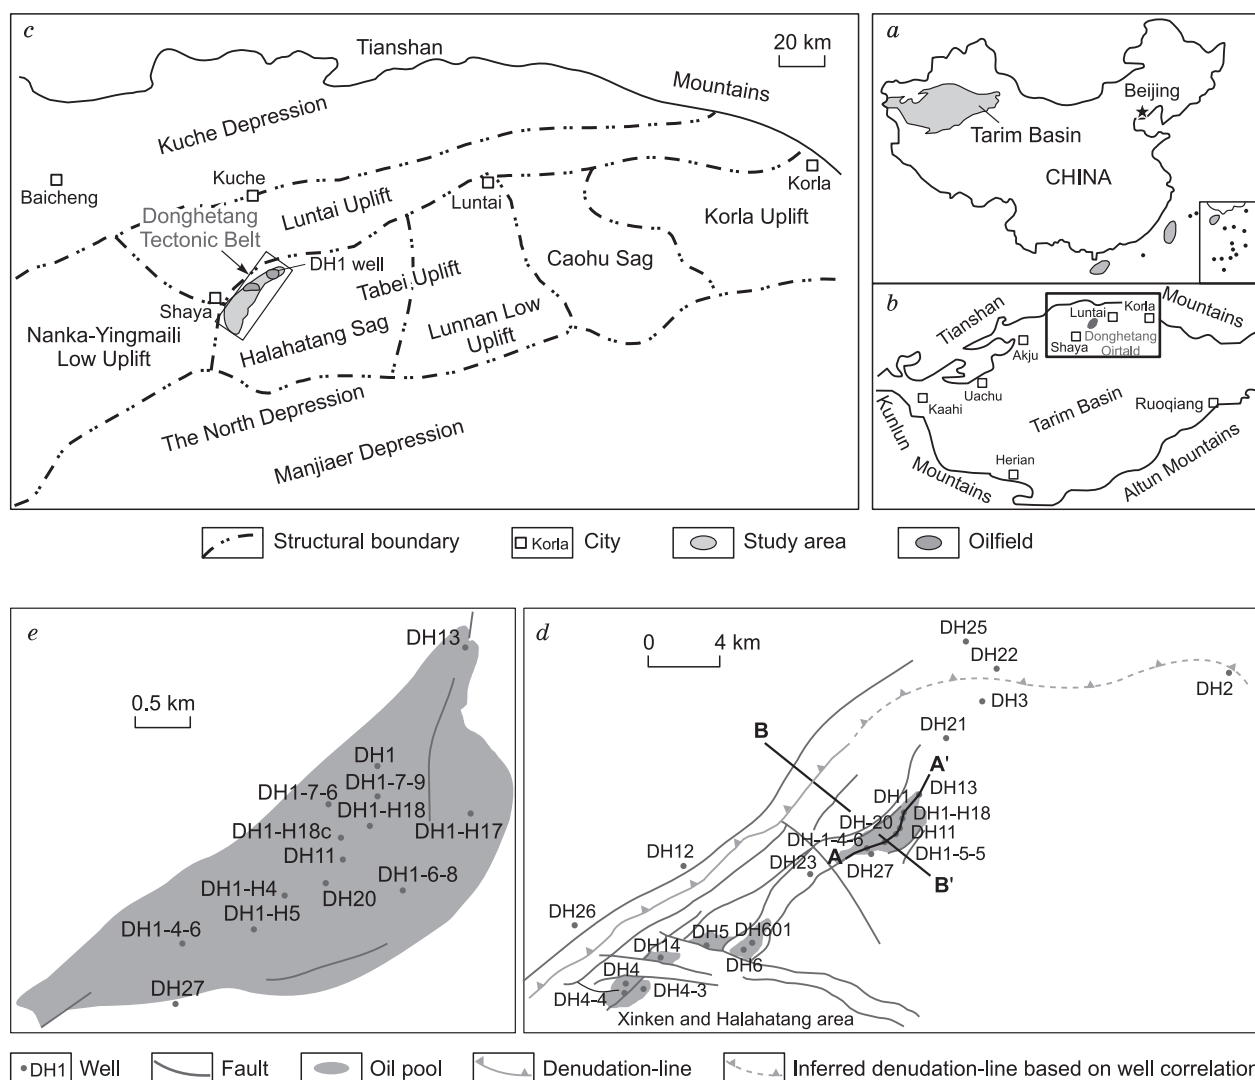 c
Tianshan
20 km
Mountains
Kuche Depression
Baicheng
Kuche
Luntai Uplift
Luntai
Korla
Korla Uplift
Donghetang
Tectonic Belt
DH1 well
Caohu Sag
Tabei Uplift
Shaya
Nanka-Yingmaili
Low Uplift
Halahatang Sag
Lunnan Low
Uplift
The North Depression
Manjiaer Depression
a
Beijing
Tarim Basin
CHINA
b
Tianshan
Mountains
Luntai
Korla
Shaya
Donghetang
Oirtald
Akju
Uachu
Kaahi
Tarim Basin
Ruoqiang
Kunlun
Mountains
Herian
Altun Mountains
Structural boundary
Korla
City
Study area
Oilfield
e
DH13
0.5 km
DH1
DH1-7-9
DH1-7-6
DH1-H18
DH1-H18c
DH1-H17
DH11
DH1-6-8
DH1-H4
DH20
DH1-H5
DH1-4-6
DH27
d
0
4 km
DH25
DH22
DH2
DH3
B
DH21
A'
DH1
DH13
DH1-H18
DH-20
DH11
DH-1-4-6
A
DH1-5-5
DH12
DH23
DH27
B'
DH26
DH5
DH601
DH14
DH6
DH4
DH4-4
DH4-3
Xinken and Halahatang area
DH1
Well
Fault
Oil pool
Denudation-line
Inferred denudation-line based on well correlation